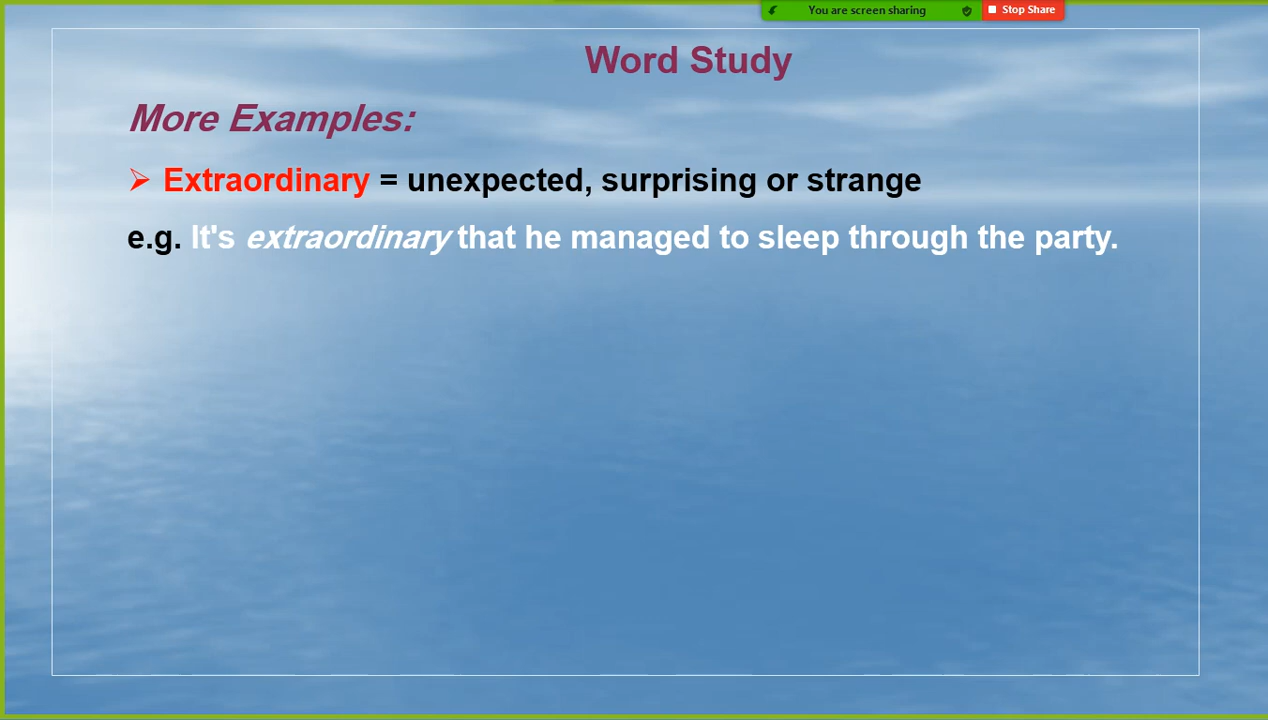 You are screen sharing Stop Share
Word Study
More Examples:
➢ Extraordinary = unexpected, surprising or strange
e.g. It's extraordinary that he managed to sleep through the party.